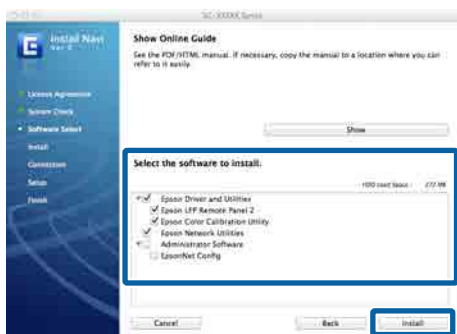 SC-XXXXX Series
Install Navi
Show Online Guide
See the PDF/HTML manual. If necessary, copy the manual to a location where you can
refer to it easily.
License Agreement
System Check
Software Select
Install
Connection
Setup
Finish
Show
Select the software to install.
Epson Driver and Utilities
Epson LFP Remote Panel 2
Epson Color Calibration Utility
Epson Network Utilities
Administrator Software
EpsonNet Config
Cancel
Back
Install